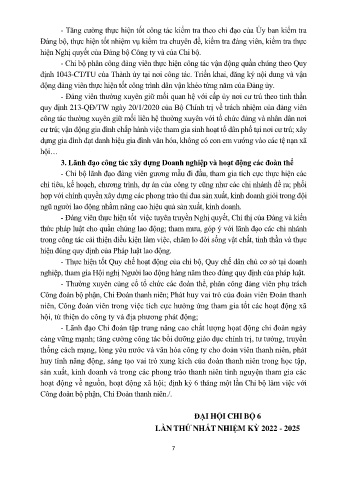 - Tăng cường thực hiện tốt công tác kiểm tra theo chỉ đạo của Ủy ban kiểm tra
Đảng bộ, thực hiện tốt nhiệm vụ kiểm tra chuyên đề, kiểm tra đảng viên, kiểm tra thực
hiện Nghị quyết của Đảng bộ Công ty và của Chi bộ.
- Chi bộ phân công đảng viên thực hiện công tác vận động quần chúng theo Quy
định 1043-CT/TU của Thành ủy tại nơi công tác. Triển khai, đăng ký nội dung và vận
động đảng viên thực hiện tốt công trình dân vận khéo từng năm của Đảng ủy.
- Đảng viên thường xuyên giữ mối quan hệ với cấp ủy nơi cư trú theo tinh thần
quy định 213-QĐ/TW ngày 20/1/2020 của Bộ Chính trị về trách nhiệm của đảng viên
công tác thường xuyên giữ mối liên hệ thường xuyên với tổ chức đảng và nhân dân nơi
cư trú; vận động gia đình chấp hành việc tham gia sinh hoạt tổ dân phố tại nơi cư trú; xây
dựng gia đình đạt danh hiệu gia đình văn hóa, không có con em vướng vào các tệ nạn xã
hội…
3. Lãnh đạo công tác xây dựng Doanh nghiệp và hoạt động các đoàn thể
- Chi bộ lãnh đạo đảng viên gương mẫu đi đầu, tham gia tích cực thực hiện các
chỉ tiêu, kế hoạch, chương trình, dự án của công ty cũng như các chi nhánh đề ra; phối
hợp với chính quyền xây dựng các phong trào thi đua sản xuất, kinh doanh giỏi trong đội
ngũ người lao động nhằm nâng cao hiệu quả sản xuất, kinh doanh.
- Đảng viên thực hiện tốt việc tuyên truyền Nghị quyết, Chỉ thị của Đảng và kiến
thức pháp luật cho quần chúng lao động; tham mưu, góp ý với lãnh đạo các chi nhánh
trong công tác cải thiện điều kiện làm việc, chăm lo đời sống vật chất, tinh thần và thực
hiện đúng quy định của Pháp luật lao động.
- Thực hiện tốt Quy chế hoạt động của chi bộ, Quy chế dân chủ cơ sở tại doanh
nghiệp, tham gia Hội nghị Người lao động hàng năm theo đúng quy định của pháp luật.
- Thường xuyên củng cố tổ chức các đoàn thể, phân công đảng viên phụ trách
Công đoàn bộ phận, Chi Đoàn thanh niên; Phát huy vai trò của đoàn viên Đoàn thanh
niên, Công đoàn viên trong việc tích cực hưởng ứng tham gia tốt các hoạt động xã
hội, từ thiện do công ty và địa phương phát động;
- Lãnh đạo Chi đoàn tập trung nâng cao chất lượng hoạt động chi đoàn ngày
càng vững mạnh; tăng cường công tác bồi dưỡng giáo dục chính trị, tư tưởng, truyền
thống cách mạng, lòng yêu nước và văn hóa công ty cho đoàn viên thanh niên, phát
huy tính năng động, sáng tạo vai trò xung kích của đoàn thanh niên trong học tập,
sản xuất, kinh doanh và trong các phong trào thanh niên tình nguyện tham gia các
hoạt động về nguồn, hoạt động xã hội; định kỳ 6 tháng một lần Chi bộ làm việc với
Công đoàn bộ phận, Chi Đoàn thanh niên./.
ĐẠI HỘI CHI BỘ 6
LẦN THỨ NHẤT NHIỆM KỲ 2022 - 2025
7